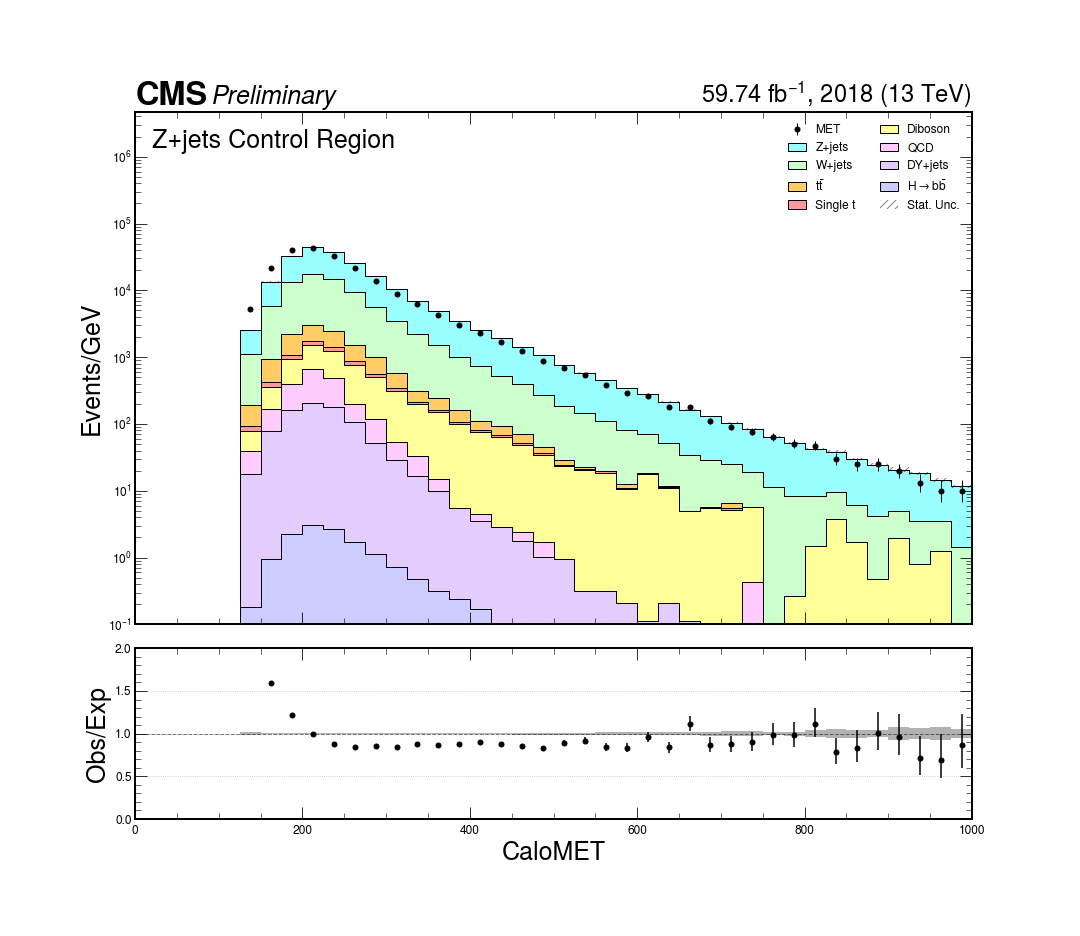 CMS Preliminary 59.74 fb⁻¹, 2018 (13 TeV)
Z+jets Control Region
MET
Z+jets
W+jets
tt̄
Single t
Diboson
QCD
DY+jets
H→bb̄
Stat. Unc.
Events/GeV
10⁶
10⁵
10⁴
10³
10²
10¹
10⁰
10⁻¹
Obs/Exp
2.0
1.5
1.0
0.5
0.0
0 200 400 600 800 1000
CaloMET